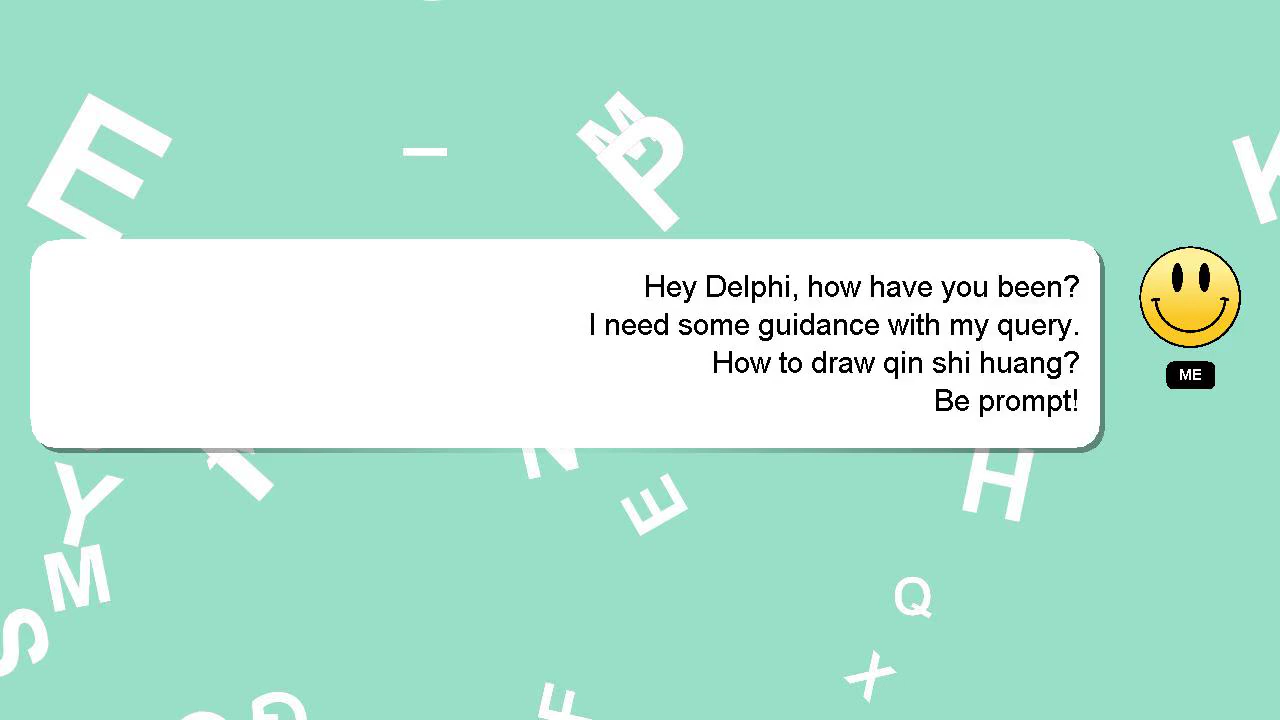 Hey Delphi, how have you been?
I need some guidance with my query.
How to draw qin shi huang?
Be prompt!
ME
E
M
P
K
Y
N
E
H
M
S
Q
X
G
F